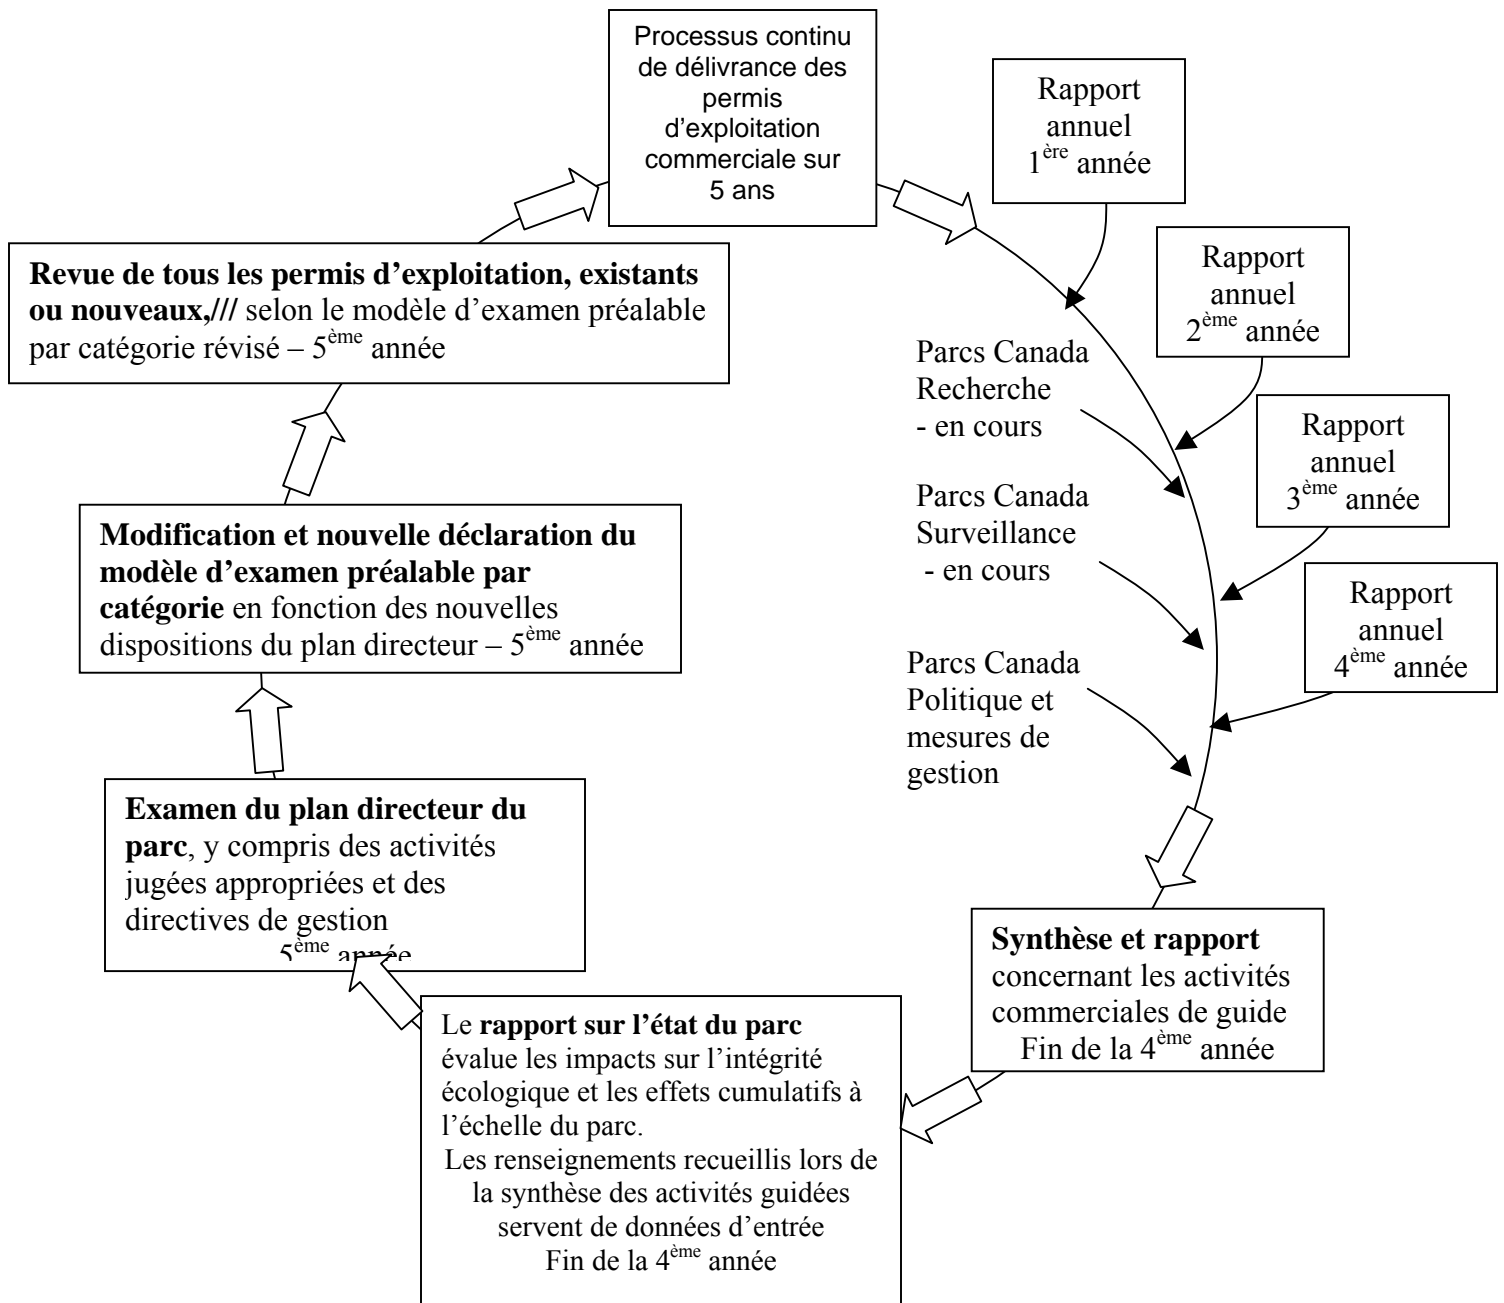 Processus continu
de délivrance des
permis
d'exploitation
commerciale sur
5 ans
Rapport
annuel
1ère année
Rapport
annuel
2ème année
Rapport
annuel
3ème année
Rapport
annuel
4ème année
Parcs Canada
Recherche
- en cours
Parcs Canada
Surveillance
- en cours
Parcs Canada
Politique et
mesures de
gestion
Synthèse et rapport
concernant les activités
commerciales de guide
Fin de la 4ème année
Le rapport sur l'état du parc
évalue les impacts sur l'intégrité
écologique et les effets cumulatifs à
l'échelle du parc.
Les renseignements recueillis lors de
la synthèse des activités guidées
servent de données d'entrée
Fin de la 4ème année
Examen du plan directeur du
parc, y compris des activités
jugées appropriées et des
directives de gestion
5ème année
Modification et nouvelle déclaration du
modèle d'examen préalable par
catégorie en fonction des nouvelles
dispositions du plan directeur – 5ème année
Revue de tous les permis d'exploitation, existants
ou nouveaux,/// selon le modèle d'examen préalable
par catégorie révisé – 5ème année